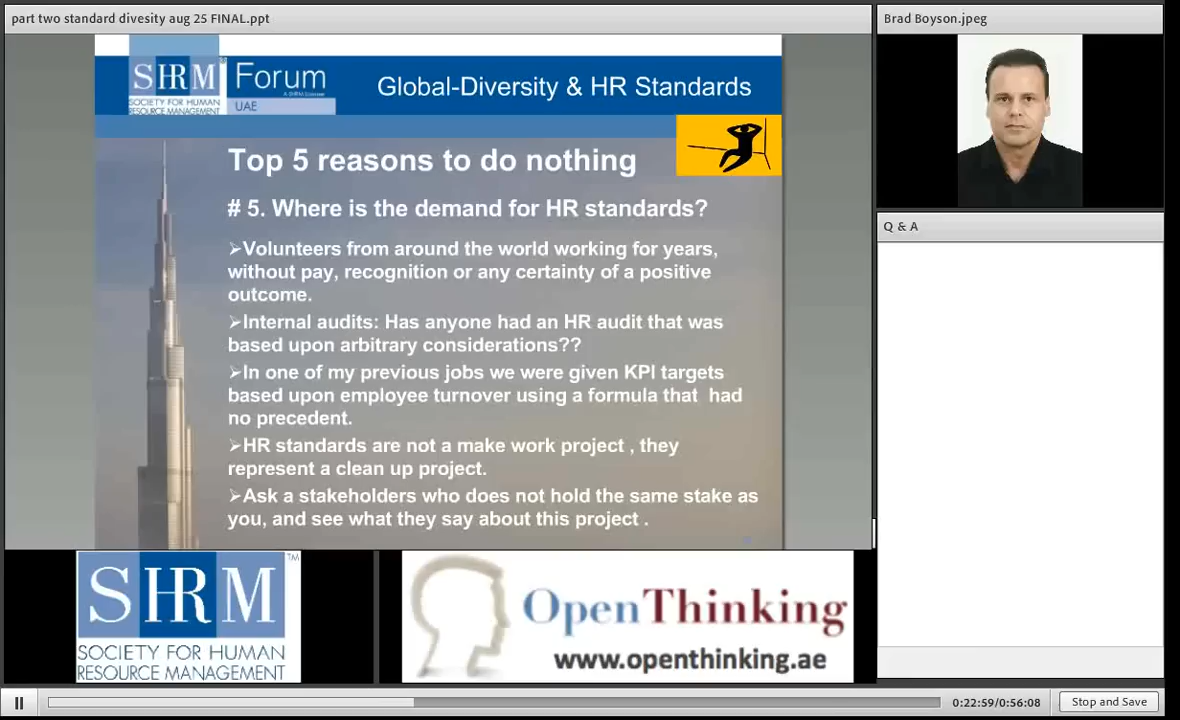 part two standard divesity aug 25 FINAL.ppt
Brad Boyson.jpeg
SHRM
®
Forum
A SHRM
SOCIETY FOR HUMAN
RESOURCE MANAGEMENT
UAE
Global-Diversity & HR Standards
Top 5 reasons to do nothing
# 5. Where is the demand for HR standards?
➢Volunteers from around the world working for years,
without pay, recognition or any certainty of a positive
outcome.
➢Internal audits: Has anyone had an HR audit that was
based upon arbitrary considerations??
➢In one of my previous jobs we were given KPI targets
based upon employee turnover using a formula that had
no precedent.
➢HR standards are not a make work project , they
represent a clean up project.
➢Ask a stakeholders who does not hold the same stake as
you, and see what they say about this project .
Q & A
SHRM
TM
SOCIETY FOR HUMAN
RESOURCE MANAGEMENT
OpenThinking
www.openthinking.ae
0:22:59/0:56:08
Stop and Save